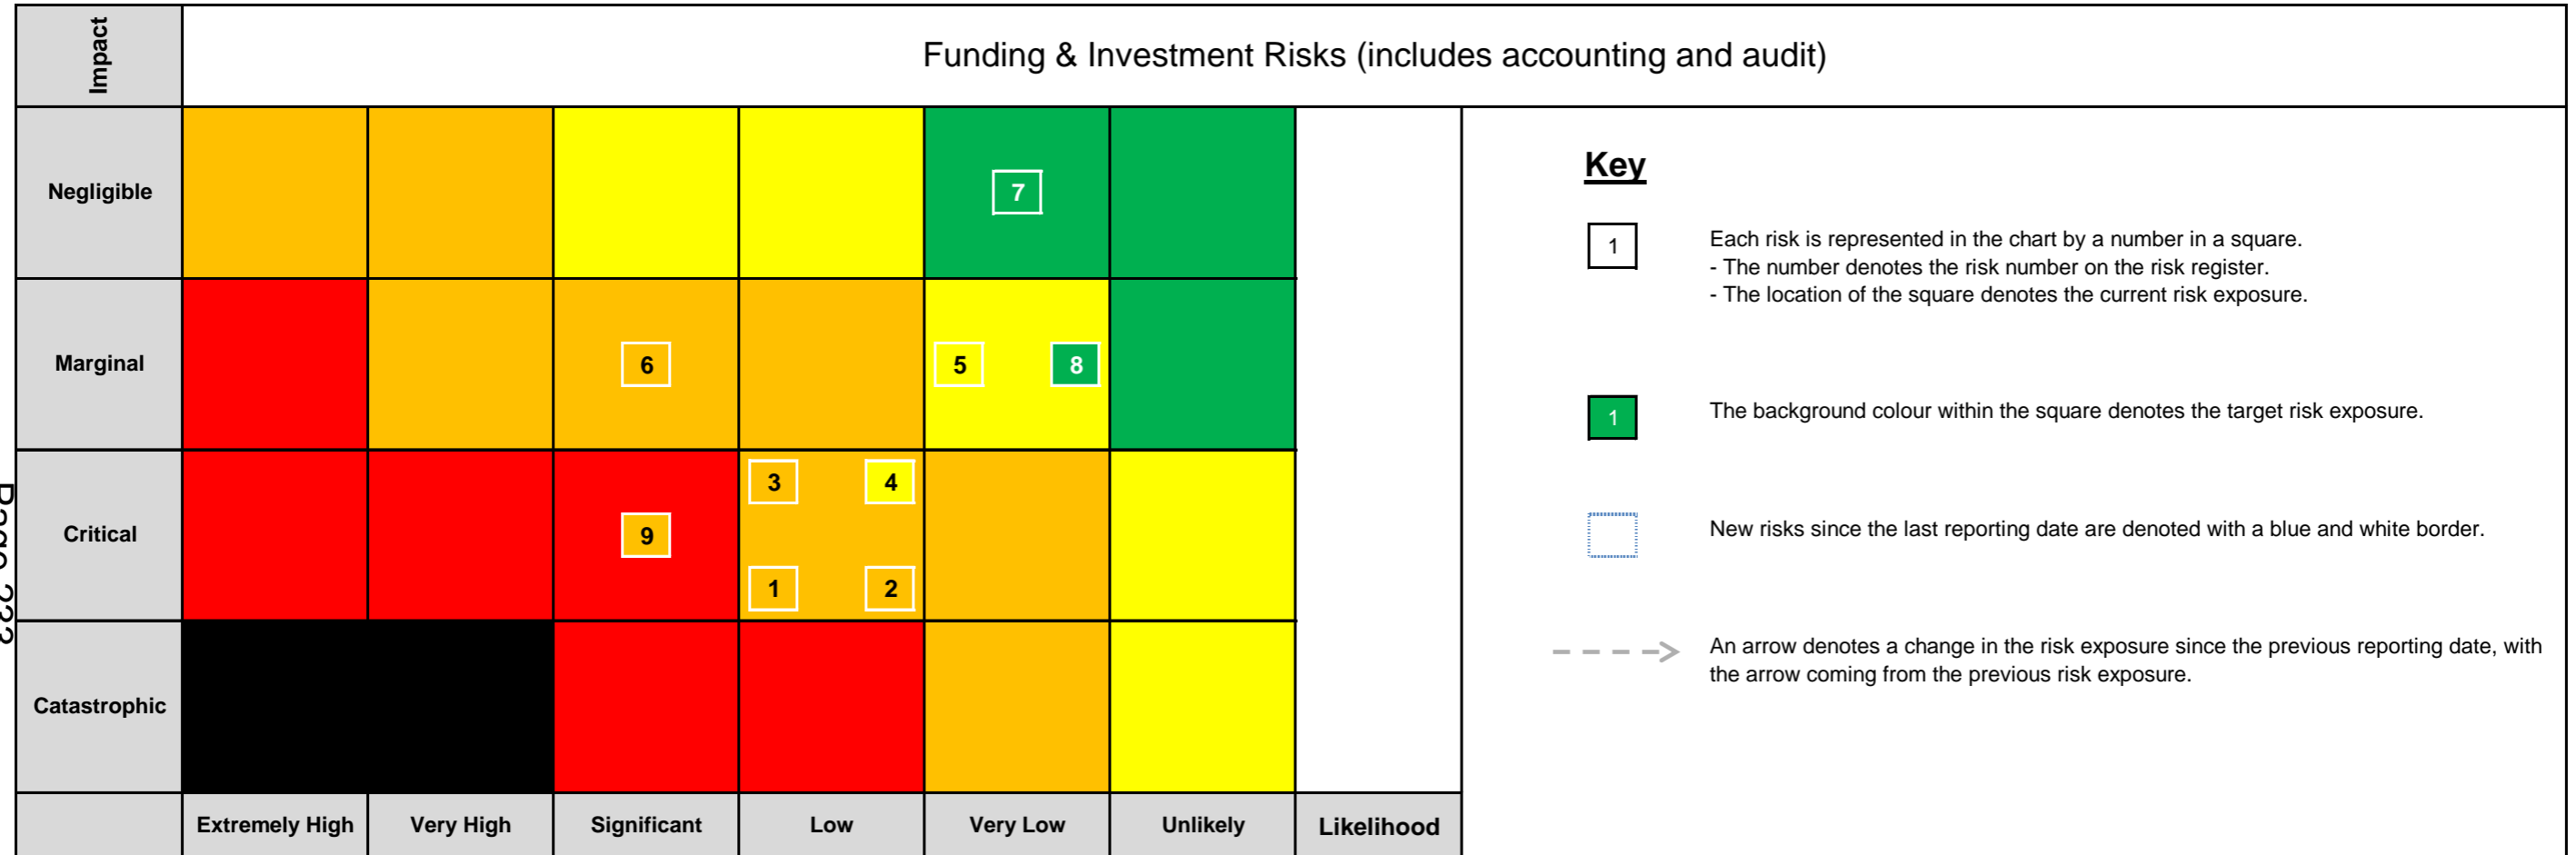 Impact
Funding & Investment Risks (includes accounting and audit)
Negligible
7
Marginal
6
5
8
Critical
3
4
9
1
2
Catastrophic
Extremely High
Very High
Significant
Low
Very Low
Unlikely
Likelihood
Key
1
Each risk is represented in the chart by a number in a square.
- The number denotes the risk number on the risk register.
- The location of the square denotes the current risk exposure.
1
The background colour within the square denotes the target risk exposure.
New risks since the last reporting date are denoted with a blue and white border.
An arrow denotes a change in the risk exposure since the previous reporting date, with
the arrow coming from the previous risk exposure.
Page